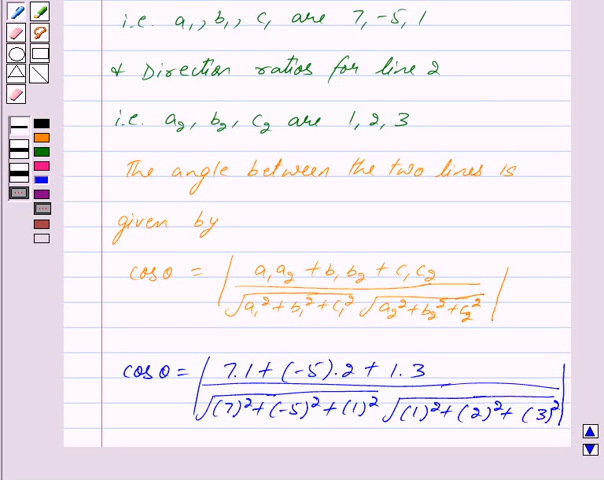 i.e. a₁, b₁, c₁ are 7, -5, 1
& Direction ratios for line 2
i.e. a₂, b₂, c₂ are 1, 2, 3
The angle between the two lines is
given by
cos θ = | a₁a₂ + b₁b₂ + c₁c₂ / √a₁²+b₁²+c₁² √a₂²+b₂²+c₂² |
cos θ = | 7.1 + (-5).2 + 1.3 / √(7)²+(-5)²+(1)² √(1)²+(2)²+(3)² |